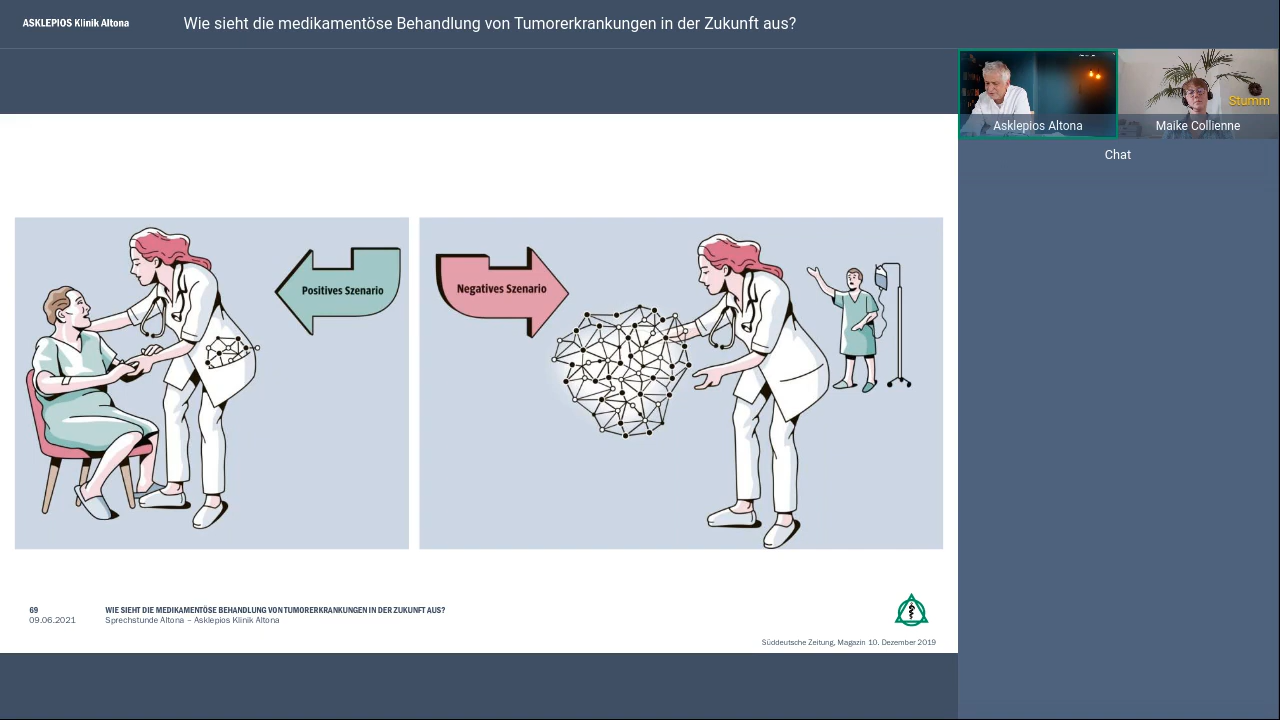 ASKLEPIOS Klinik Altona
Wie sieht die medikamentöse Behandlung von Tumorerkrankungen in der Zukunft aus?
Asklepios Altona
Stumm
Maike Collienne
Chat
Positives Szenario
Negatives Szenario
69
WIE SIEHT DIE MEDIKAMENTÖSE BEHANDLUNG VON TUMORERKRANKUNGEN IN DER ZUKUNFT AUS?
09.06.2021
Sprechstunde Altona – Asklepios Klinik Altona
Süddeutsche Zeitung, Magazin 10. Dezember 2019